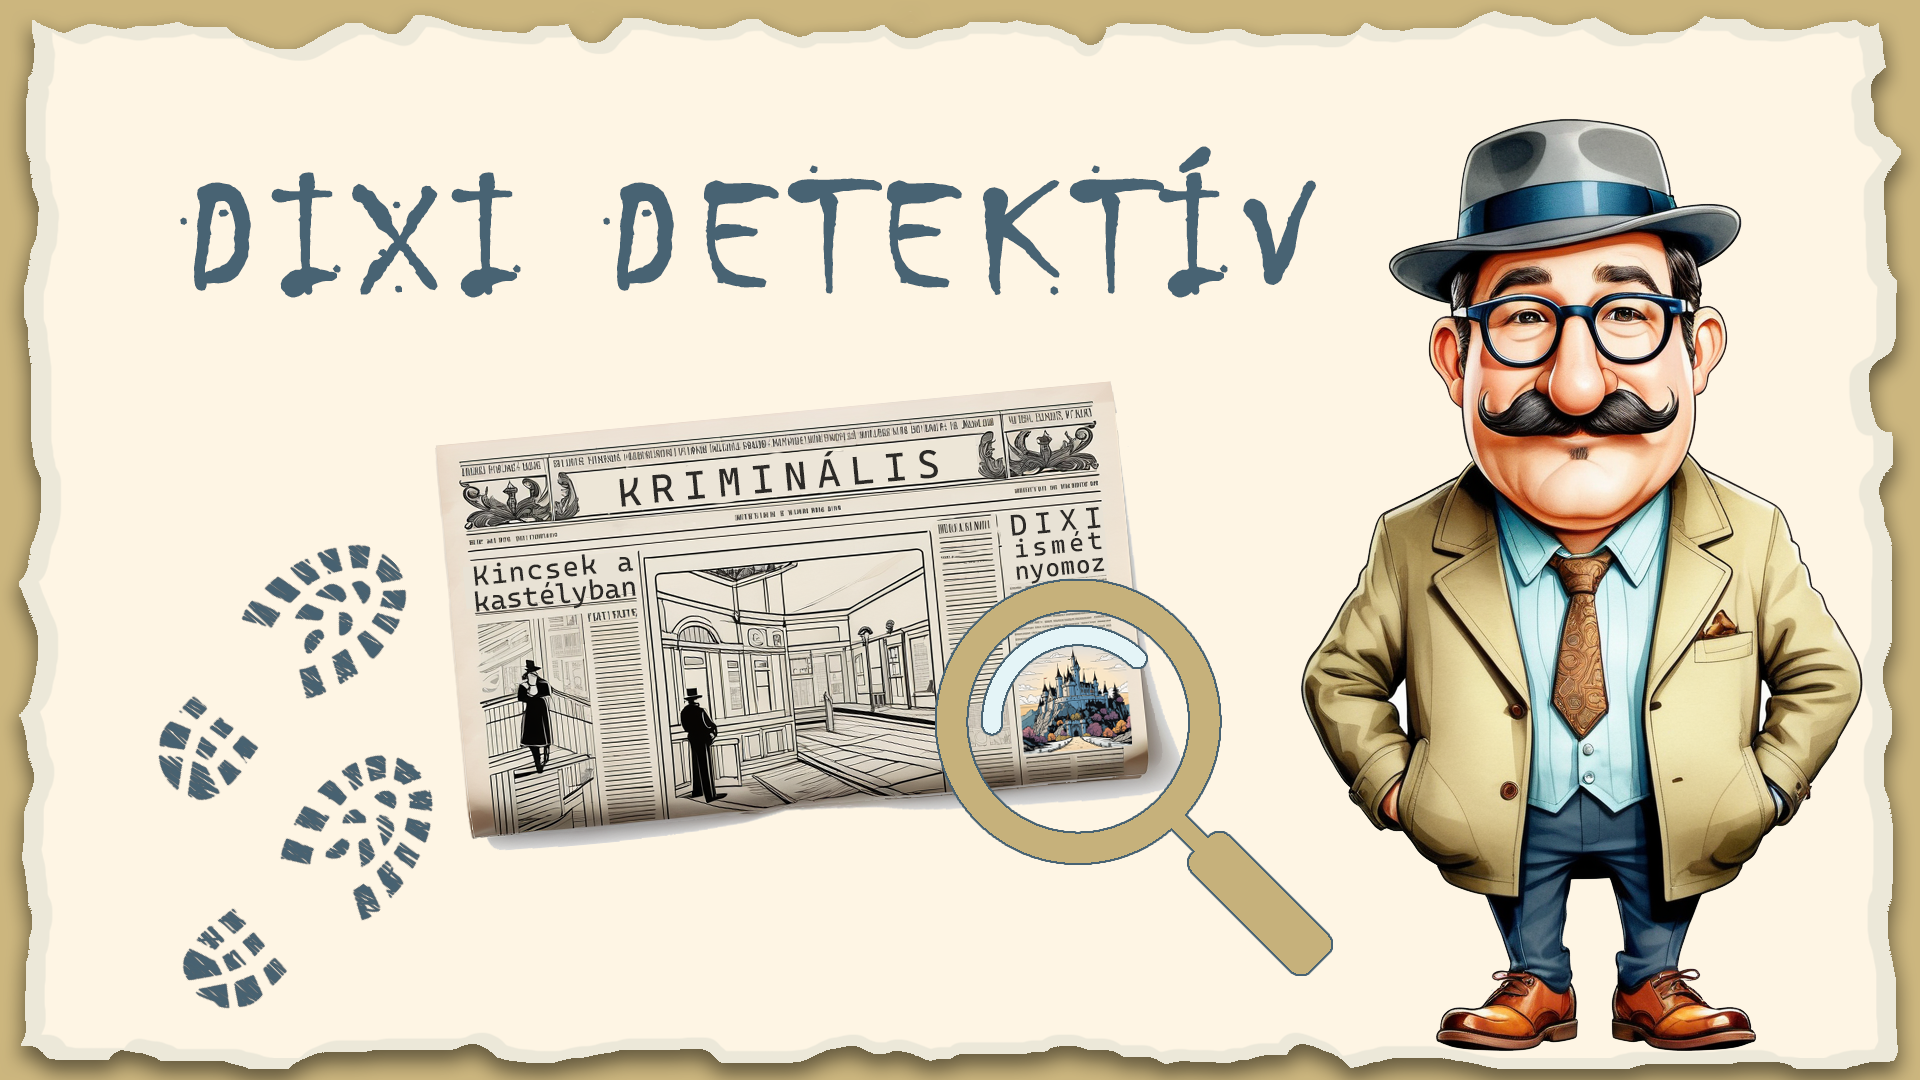 DIXI DETEKTÍV
KRIMINÁLIS
Kincsek a
kastélyban
DIXI
ismét
nyomoz